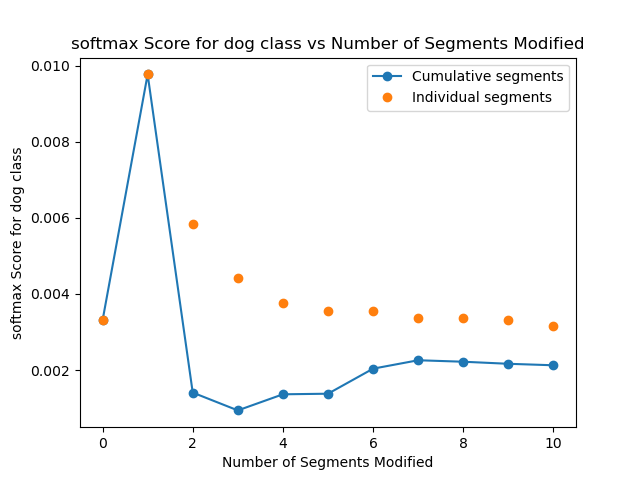 softmax Score for dog class vs Number of Segments Modified
Cumulative segments
Individual segments
softmax Score for dog class
0.010
0.008
0.006
0.004
0.002
0 2 4 6 8 10
Number of Segments Modified